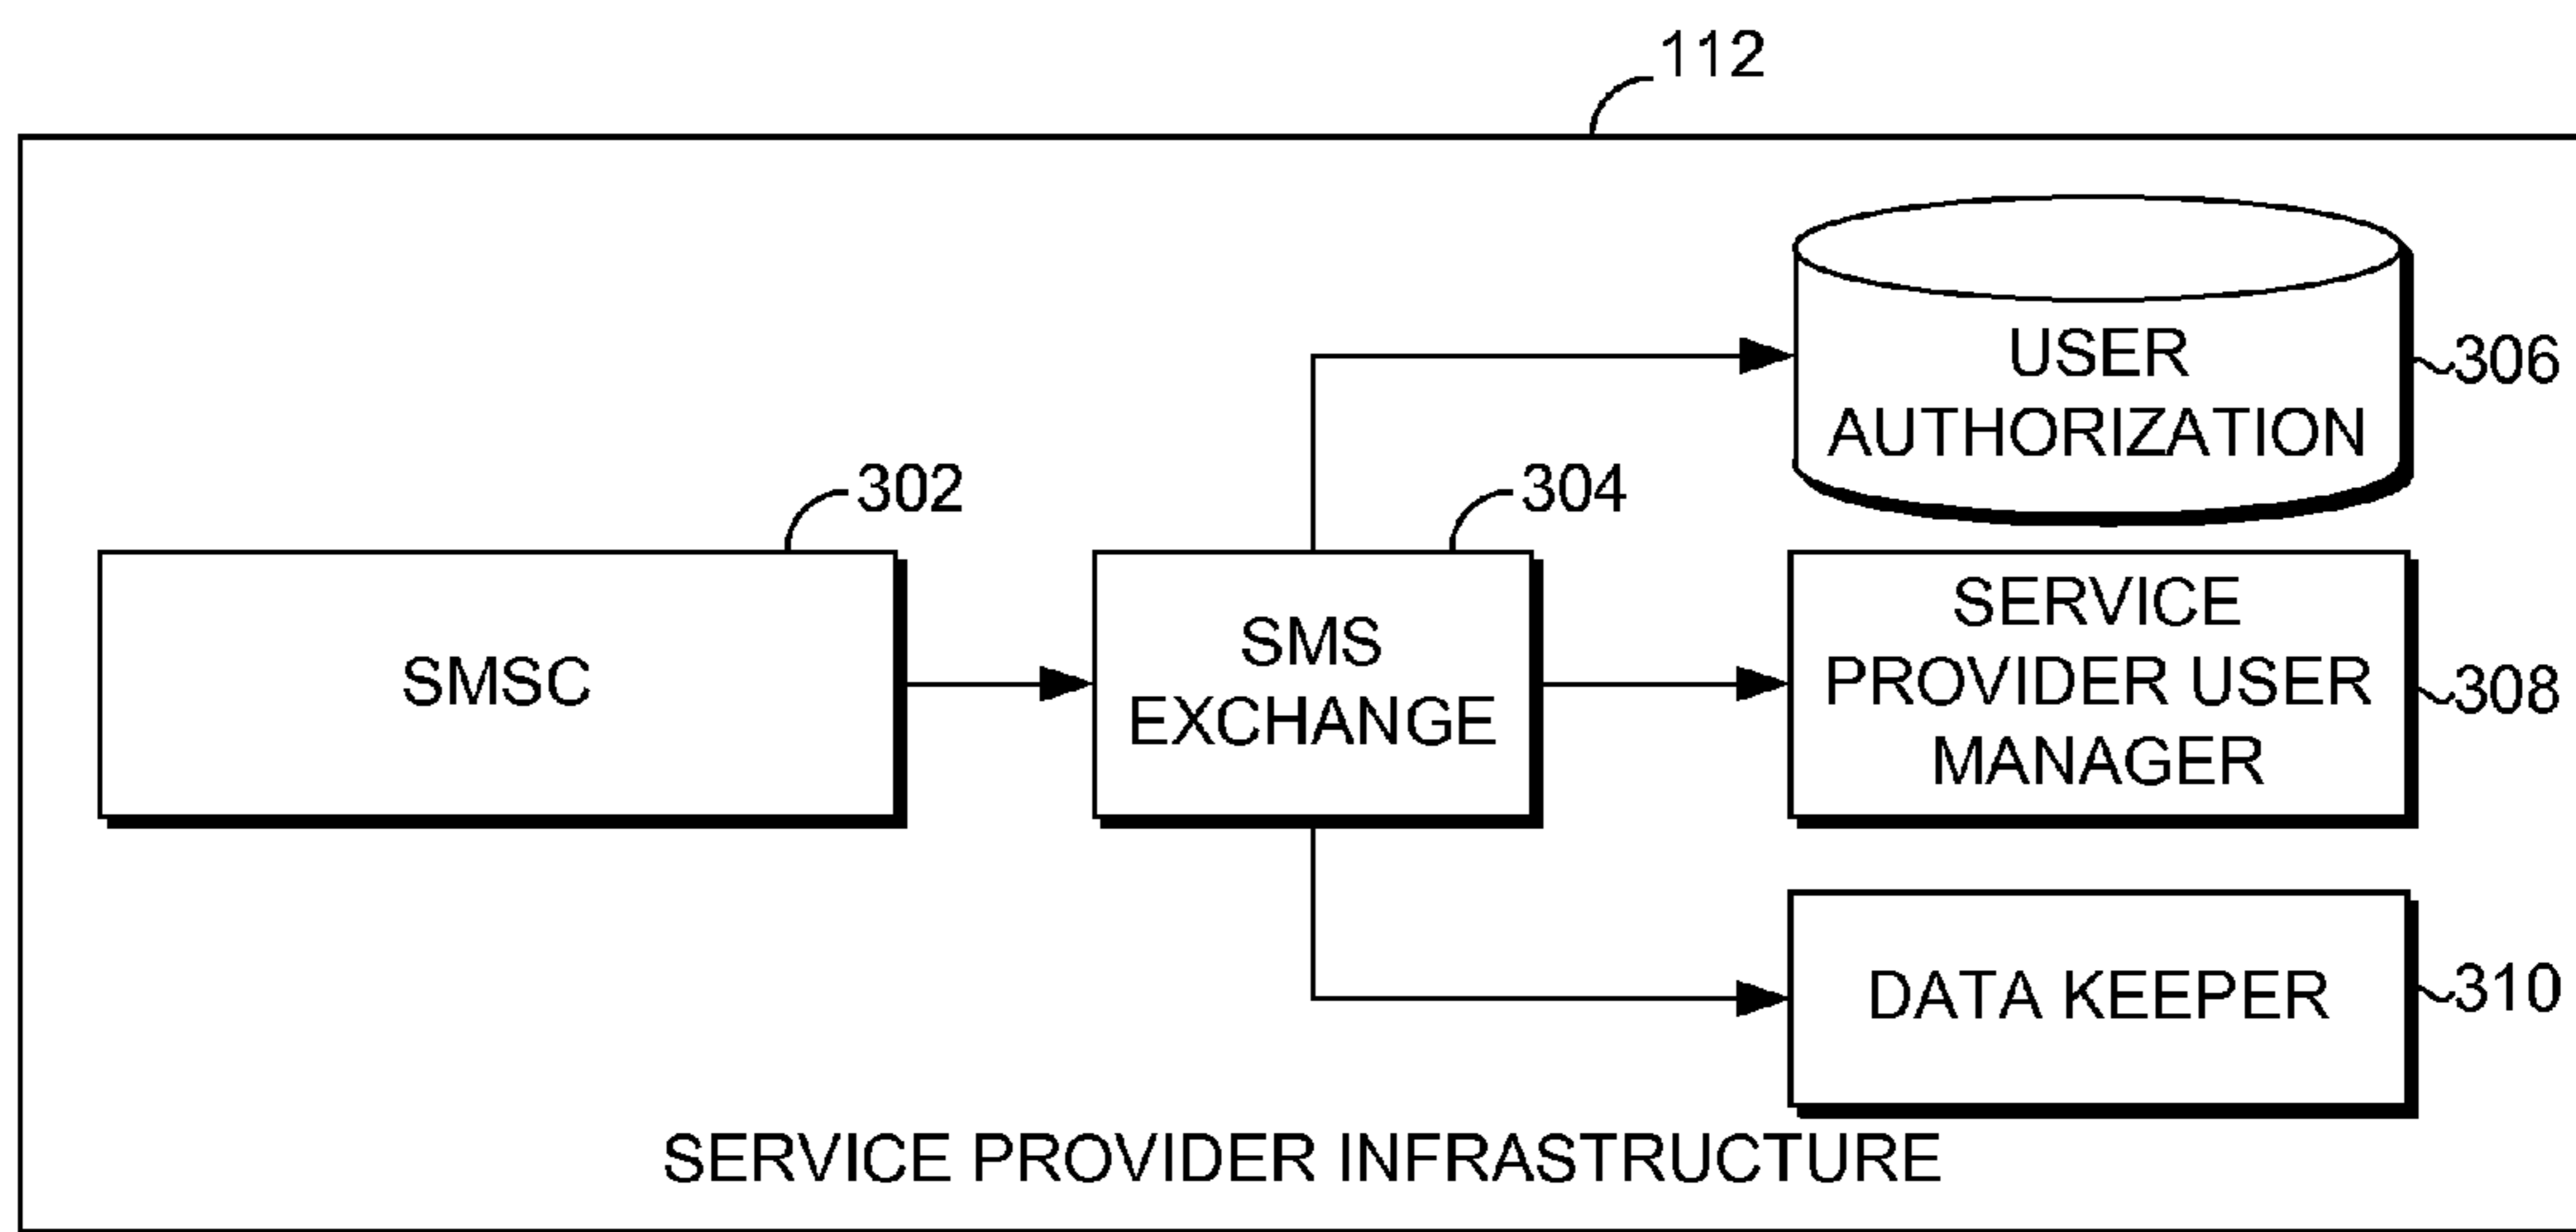 112
302
SMSC
304
SMS
EXCHANGE
USER
AUTHORIZATION
306
SERVICE
PROVIDER USER
MANAGER
308
DATA KEEPER
310
SERVICE PROVIDER INFRASTRUCTURE